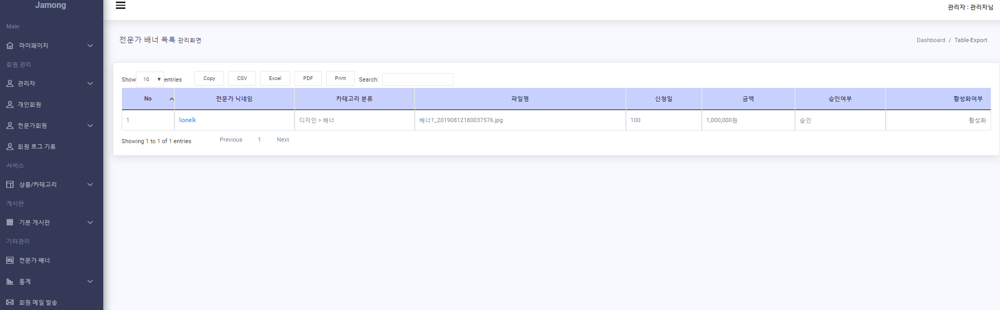 Jamong
관리자 : 관리자님
Main
마이페이지
회원 관리
관리자
개인회원
전문가회원
회원 로그 기록
서비스
상품/카테고리
게시판
기본 게시판
기타관리
전문가 배너
통계
회원 메일 발송
전문가 배너 목록 관리화면
Dashboard / Table-Export
Show 10 entries Copy CSV Excel PDF Print Search:
No 전문가 닉네임 카테고리 분류 파일명 신청일 금액 승인여부 활성화여부
1 lionelk 디자인 > 배너 배너1_20190812180037576.jpg 100 1,000,000원 승인 활성화
Showing 1 to 1 of 1 entries Previous 1 Next